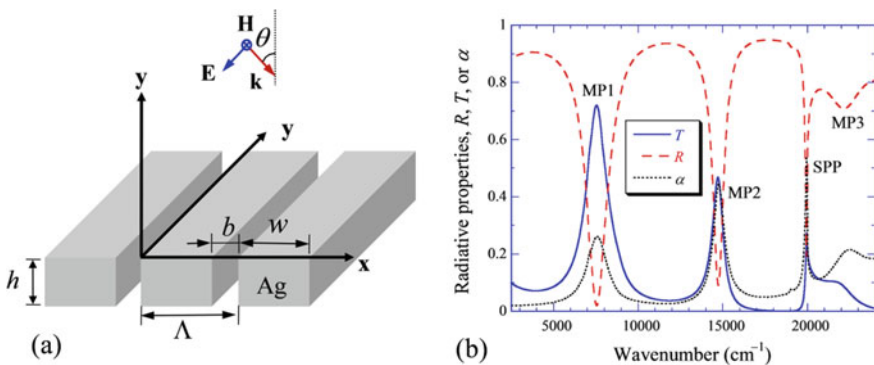 H
θ
E
k
y
y
b
w
x
h
Ag
Λ
(a)
Radiative properties, R, T, or α
1
0.8
0.6
0.4
0.2
0
MP1
MP3
T
R
α
SPP
MP2
5000
10000
15000
20000
Wavenumber (cm⁻¹)
(b)